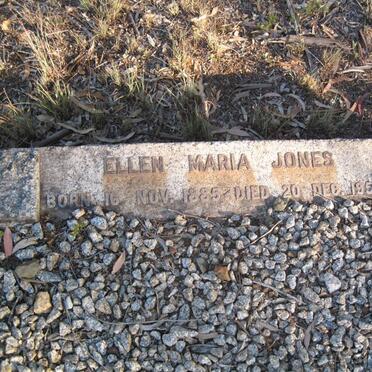 ELLEN MARIA JONES
BORN 16 NOV. 1885 DIED 20 DEC.